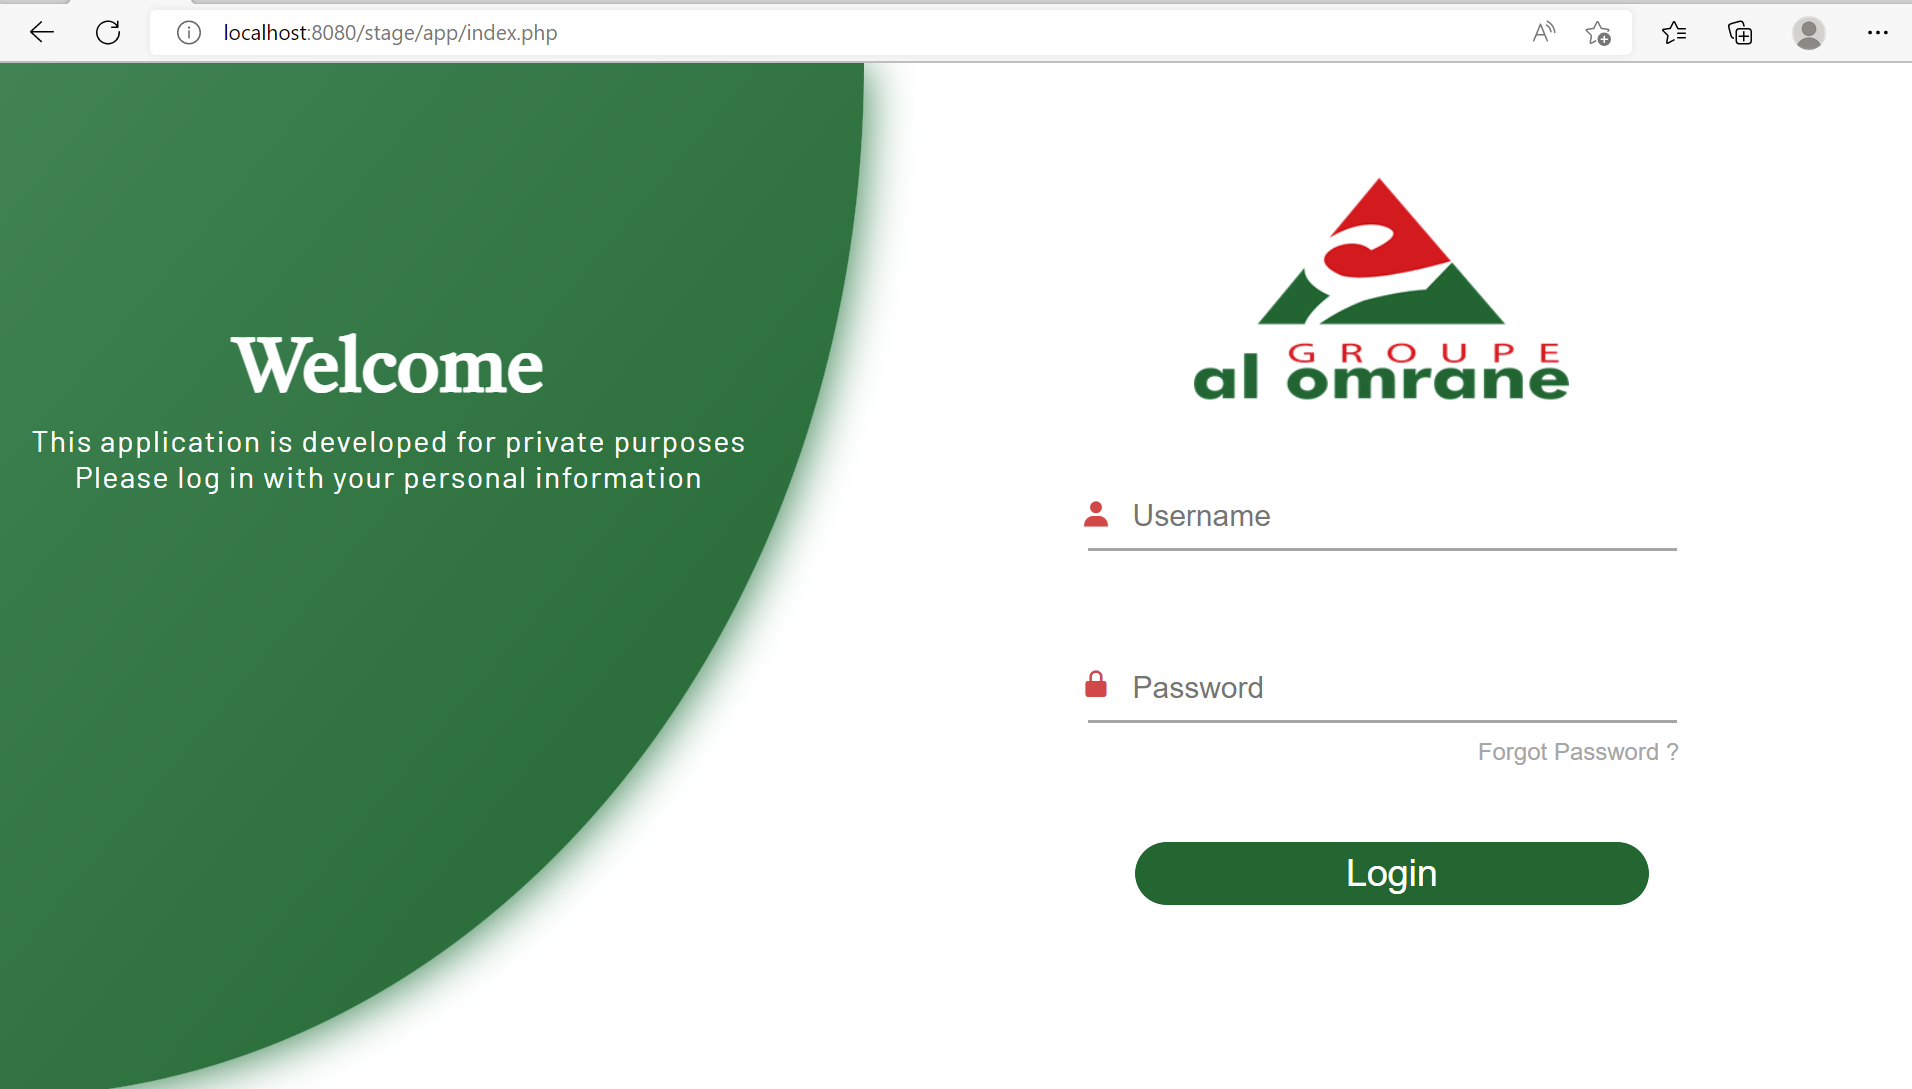 localhost:8080/stage/app/index.php
Welcome
This application is developed for private purposes
Please log in with your personal information
GROUPE
al omrane
Username
Password
Forgot Password ?
Login